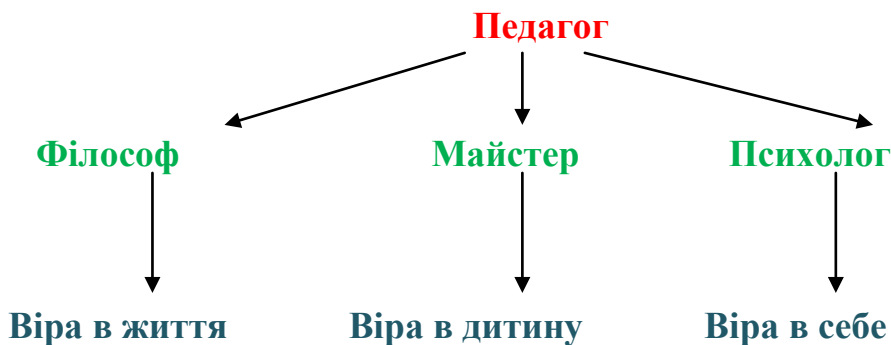 Педагог
Філософ Майстер Психолог
Віра в життя Віра в дитину Віра в себе